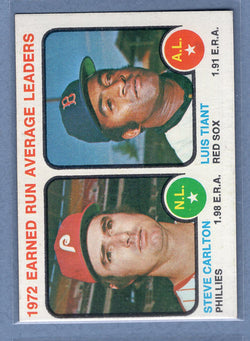 1972 EARNED RUN AVERAGE LEADERS
A.L.
LUIS TIANT 1.91 E.R.A.
RED SOX
N.L.
STEVE CARLTON 1.98 E.R.A.
PHILLIES
B
P